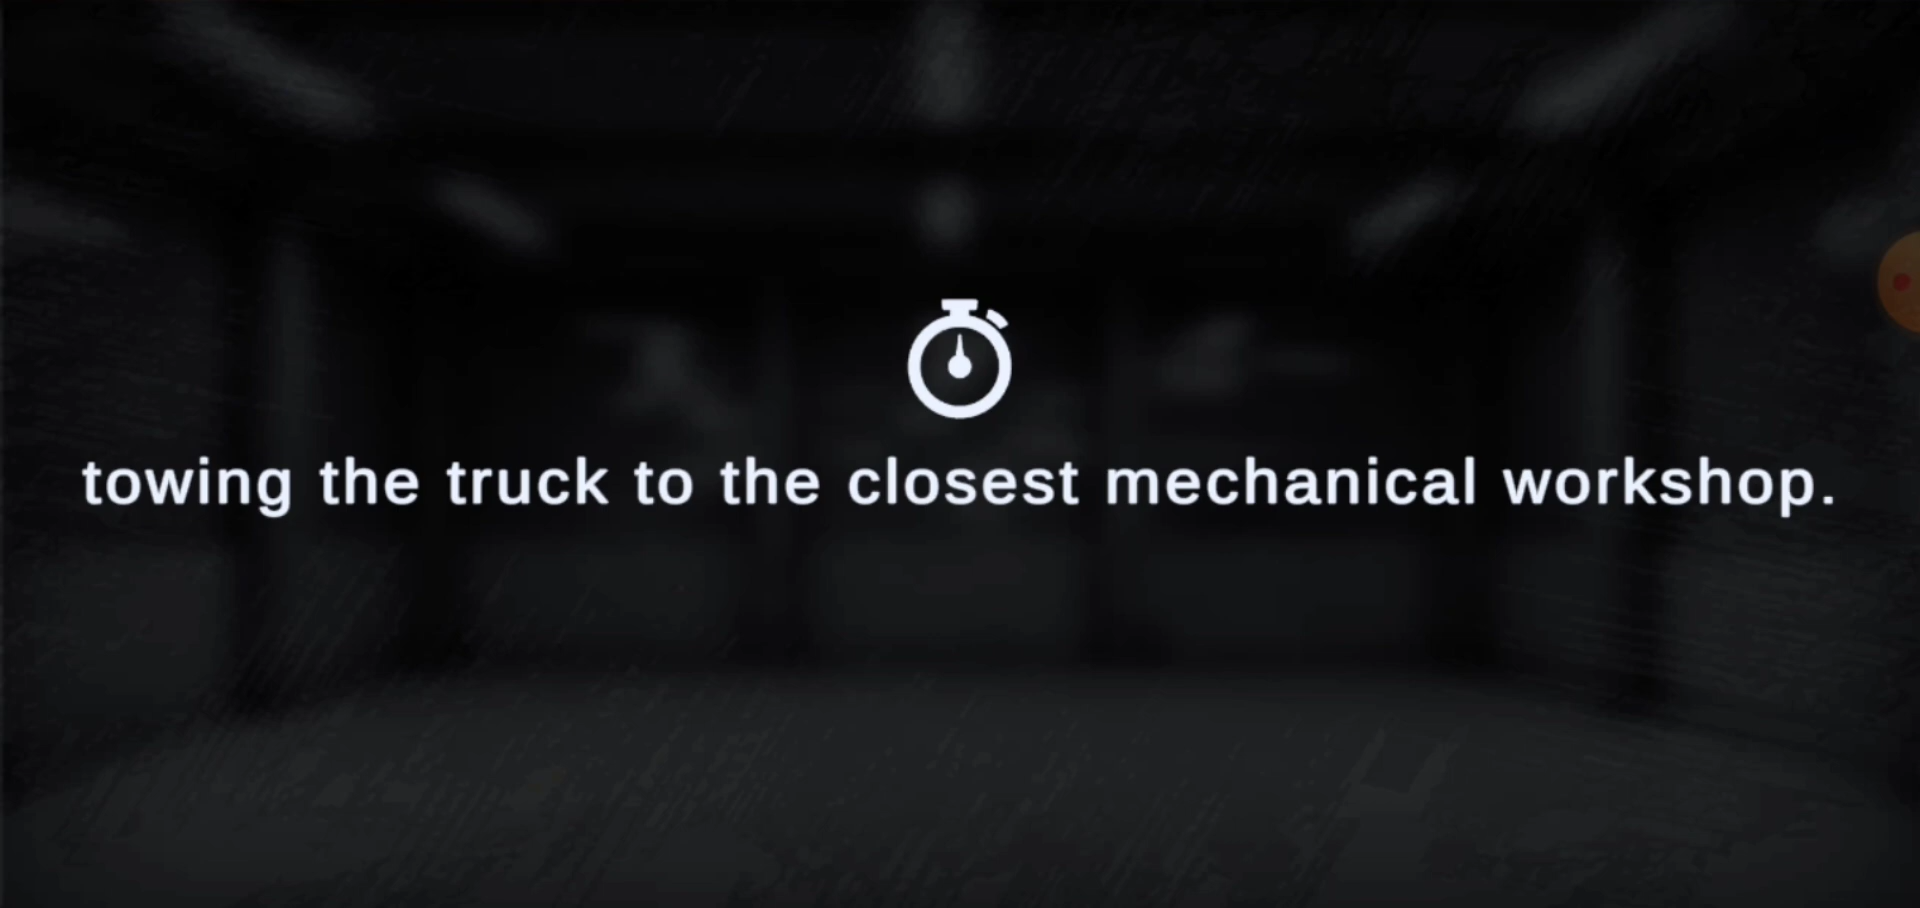 towing the truck to the closest mechanical workshop.